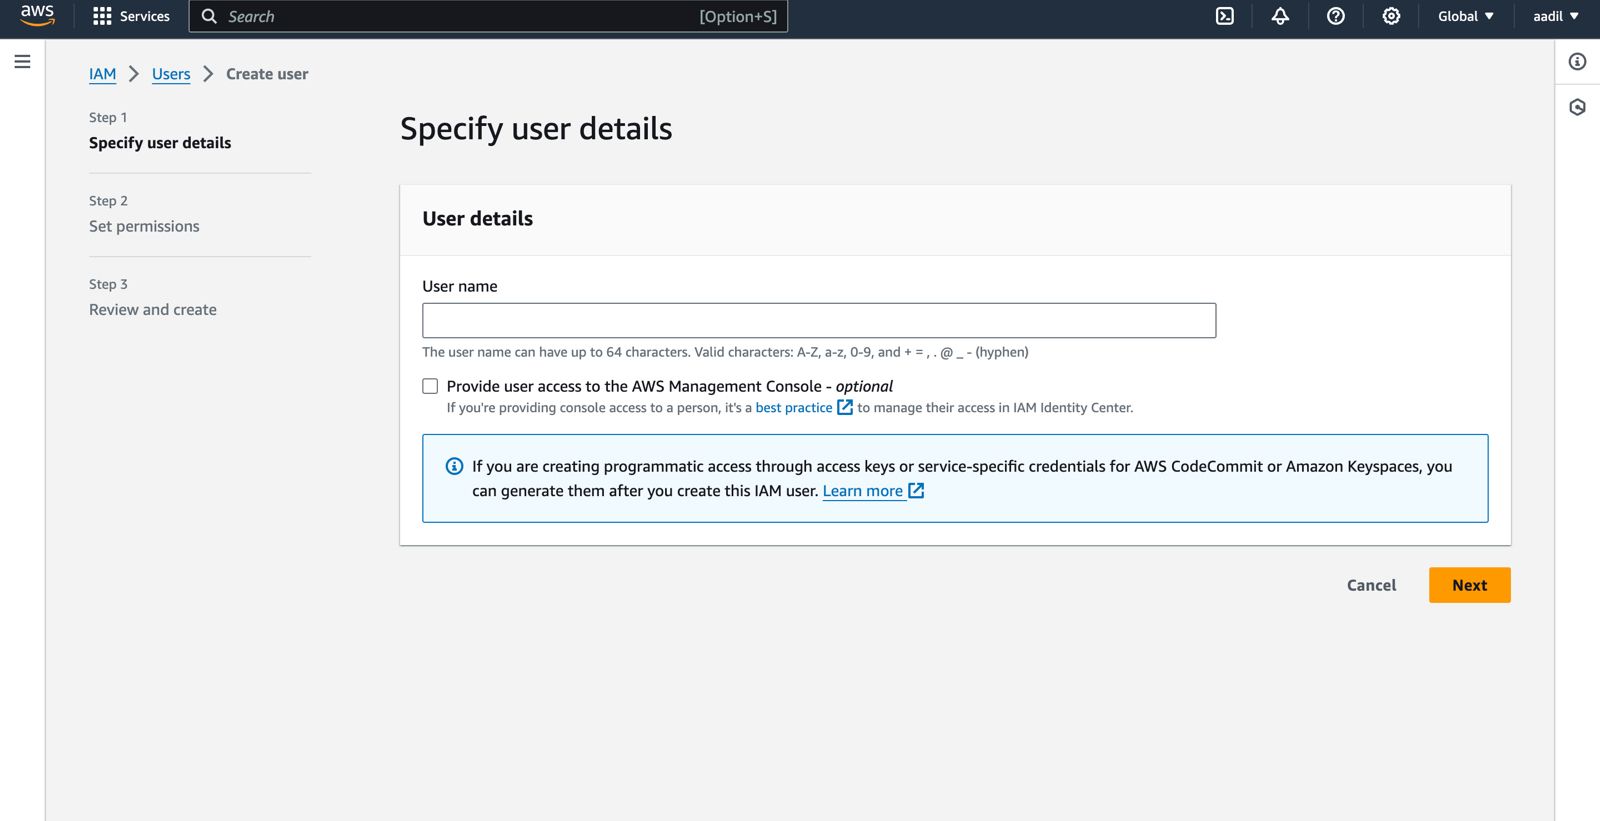 aws
Services
Search
[Option+S]
Global
aadil
IAM
Users
Create user
Step 1
Specify user details
Step 2
Set permissions
Step 3
Review and create
Specify user details
User details
User name
The user name can have up to 64 characters. Valid characters: A-Z, a-z, 0-9, and + = , . @ _ - (hyphen)
Provide user access to the AWS Management Console - optional
If you're providing console access to a person, it's a best practice to manage their access in IAM Identity Center.
If you are creating programmatic access through access keys or service-specific credentials for AWS CodeCommit or Amazon Keyspaces, you
can generate them after you create this IAM user. Learn more
Cancel
Next